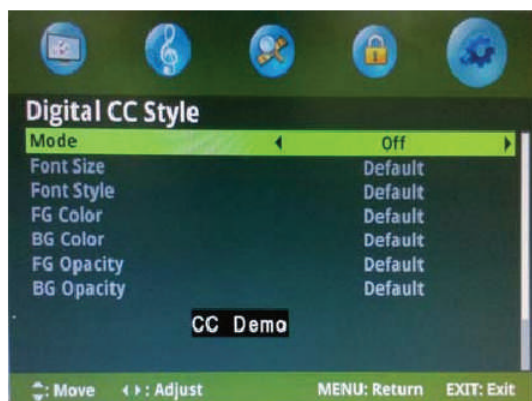 Digital CC Style
Mode Off
Font Size Default
Font Style Default
FG Color Default
BG Color Default
FG Opacity Default
BG Opacity Default
CC Demo
: Move : Adjust MENU: Return EXIT: Exit